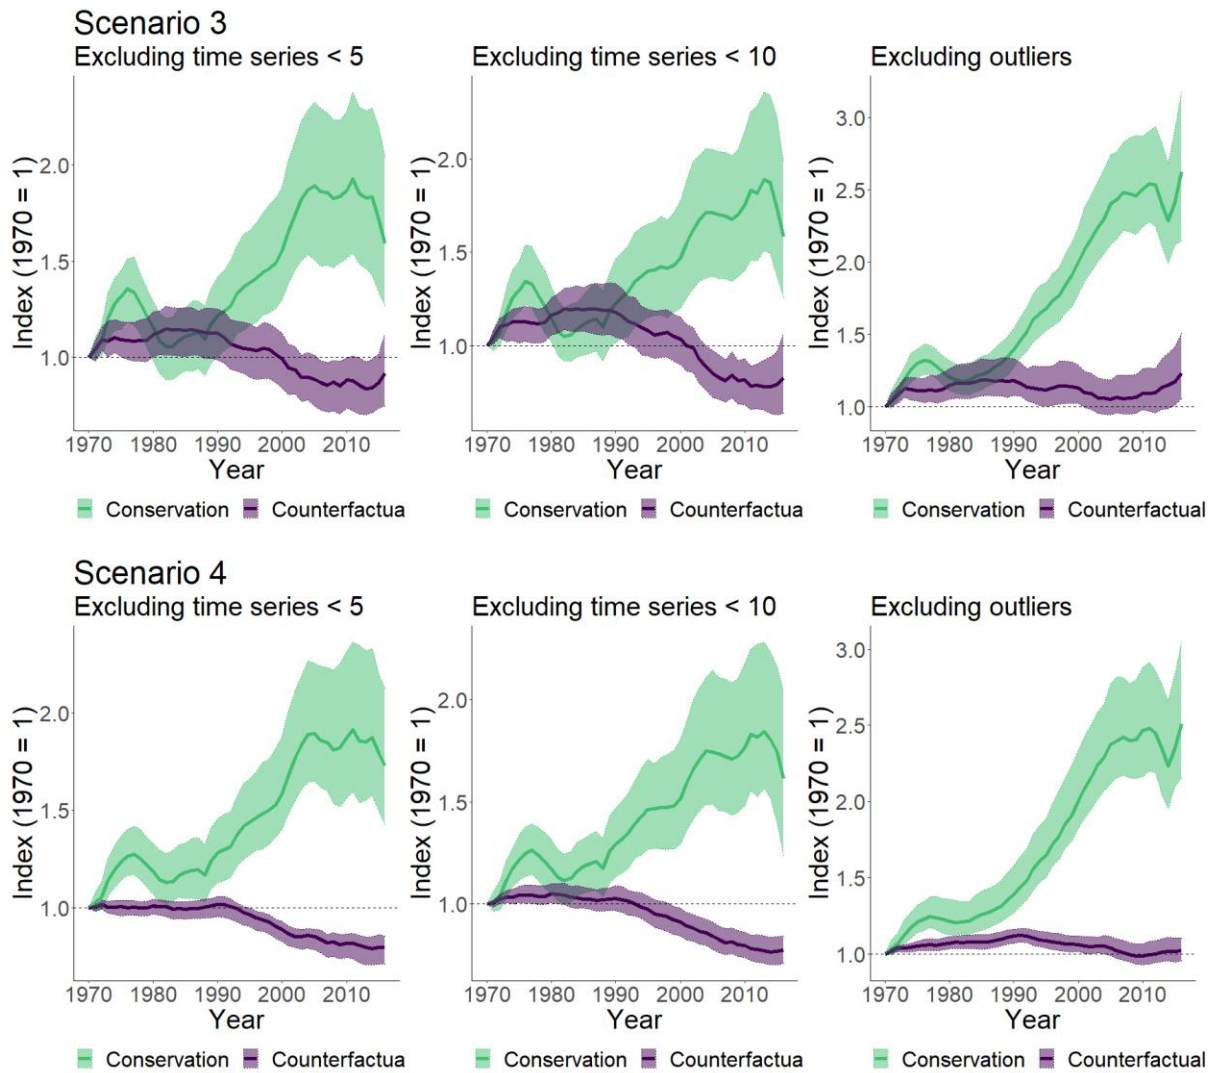 Scenario 3
Excluding time series < 5
Excluding time series < 10
Excluding outliers
Index (1970 = 1)
2.0
1.5
1.0
1970 1980 1990 2000 2010
Year
Conservation Counterfactua
Index (1970 = 1)
2.0
1.5
1.0
1970 1980 1990 2000 2010
Year
Conservation Counterfactua
Index (1970 = 1)
3.0
2.5
2.0
1.5
1.0
1970 1980 1990 2000 2010
Year
Conservation Counterfactual
Scenario 4
Excluding time series < 5
Excluding time series < 10
Excluding outliers
Index (1970 = 1)
2.0
1.5
1.0
1970 1980 1990 2000 2010
Year
Conservation Counterfactua
Index (1970 = 1)
2.0
1.5
1.0
1970 1980 1990 2000 2010
Year
Conservation Counterfactua
Index (1970 = 1)
3.0
2.5
2.0
1.5
1.0
1970 1980 1990 2000 2010
Year
Conservation Counterfactual